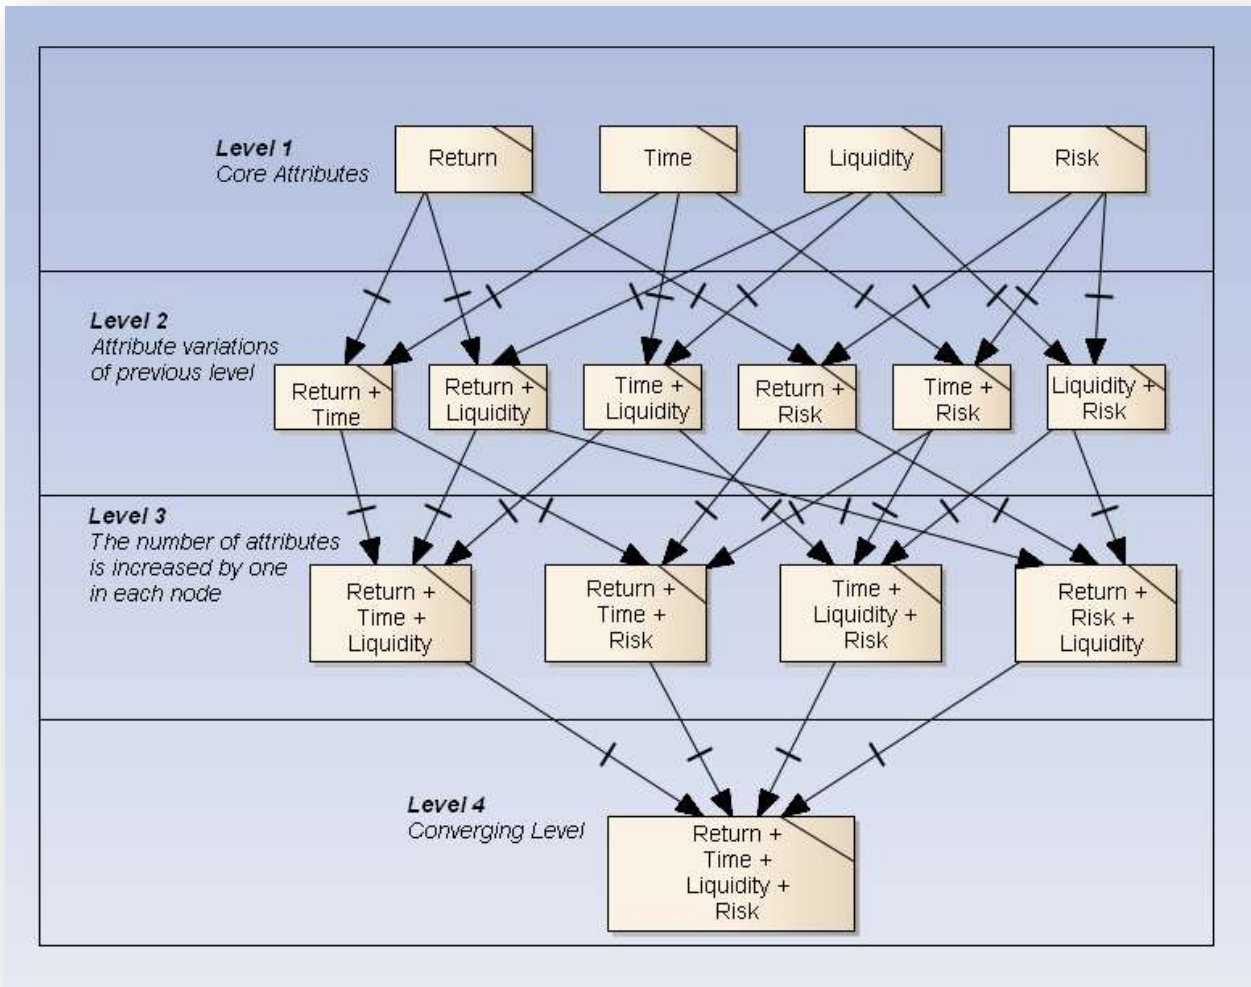 Level 1
Core Attributes
Return
Time
Liquidity
Risk
Level 2
Attribute variations
of previous level
Return +
Time
Return +
Liquidity
Time +
Liquidity
Return +
Risk
Time +
Risk
Liquidity +
Risk
Level 3
The number of attributes
is increased by one
in each node
Return +
Time +
Liquidity
Return +
Time +
Risk
Time +
Liquidity +
Risk
Return +
Risk +
Liquidity
Level 4
Converging Level
Return +
Time +
Liquidity +
Risk